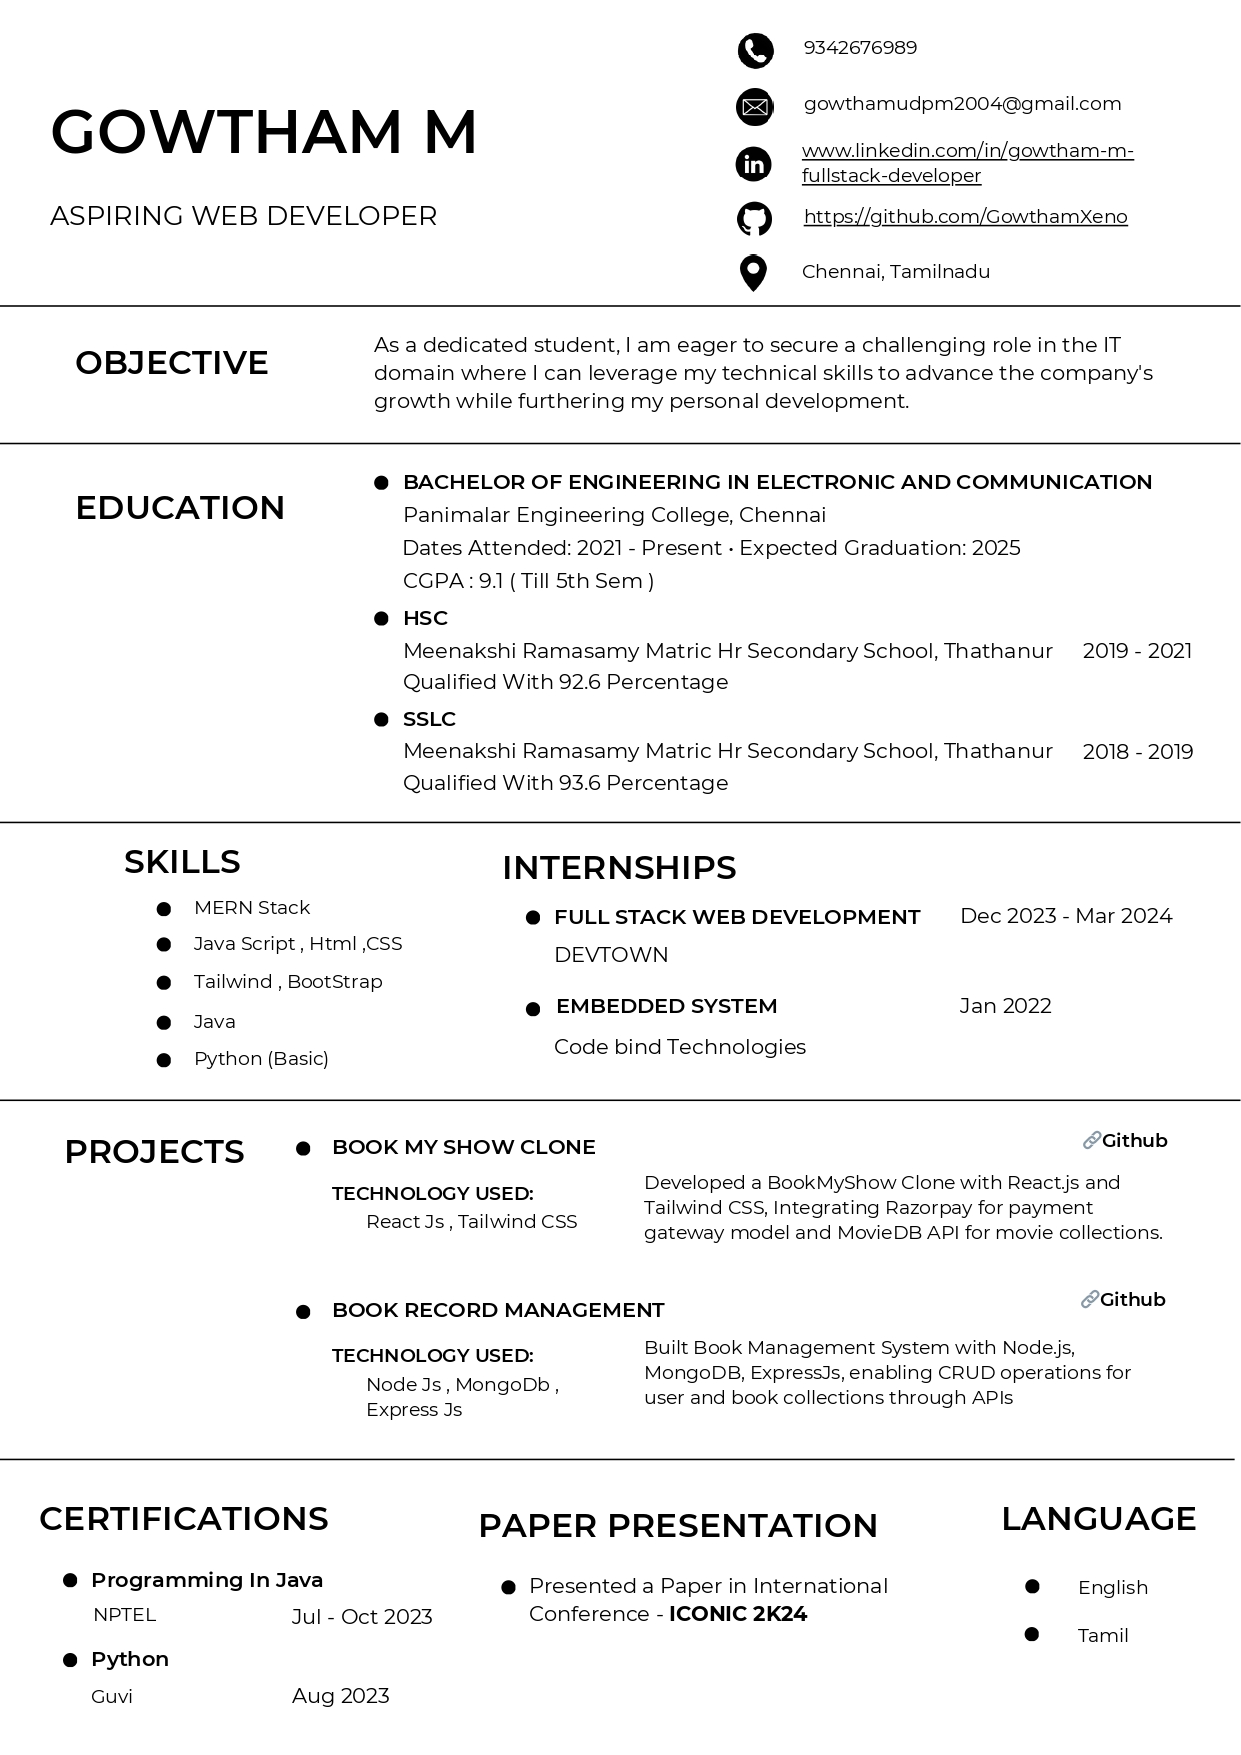 GOWTHAM M
ASPIRING WEB DEVELOPER
9342676989
gowthamudpm2004@gmail.com
www.linkedin.com/in/gowtham-m-
fullstack-developer
https://github.com/GowthamXeno
Chennai, Tamilnadu
OBJECTIVE
As a dedicated student, I am eager to secure a challenging role in the IT
domain where I can leverage my technical skills to advance the company's
growth while furthering my personal development.
EDUCATION
BACHELOR OF ENGINEERING IN ELECTRONIC AND COMMUNICATION
Panimalar Engineering College, Chennai
Dates Attended: 2021 - Present • Expected Graduation: 2025
CGPA : 9.1 ( Till 5th Sem )
HSC
Meenakshi Ramasamy Matric Hr Secondary School, Thathanur 2019 - 2021
Qualified With 92.6 Percentage
SSLC
Meenakshi Ramasamy Matric Hr Secondary School, Thathanur 2018 - 2019
Qualified With 93.6 Percentage
SKILLS
MERN Stack
Java Script , Html ,CSS
Tailwind , BootStrap
Java
Python (Basic)
INTERNSHIPS
FULL STACK WEB DEVELOPMENT Dec 2023 - Mar 2024
DEVTOWN
EMBEDDED SYSTEM Jan 2022
Code bind Technologies
PROJECTS
BOOK MY SHOW CLONE
Github
TECHNOLOGY USED:
React Js , Tailwind CSS
Developed a BookMyShow Clone with React.js and
Tailwind CSS, Integrating Razorpay for payment
gateway model and MovieDB API for movie collections.
BOOK RECORD MANAGEMENT
Github
TECHNOLOGY USED:
Node Js , MongoDb ,
Express Js
Built Book Management System with Node.js,
MongoDB, ExpressJs, enabling CRUD operations for
user and book collections through APIs
CERTIFICATIONS
Programming In Java
NPTEL Jul - Oct 2023
Python
Guvi Aug 2023
PAPER PRESENTATION
Presented a Paper in International
Conference - ICONIC 2K24
LANGUAGE
English
Tamil